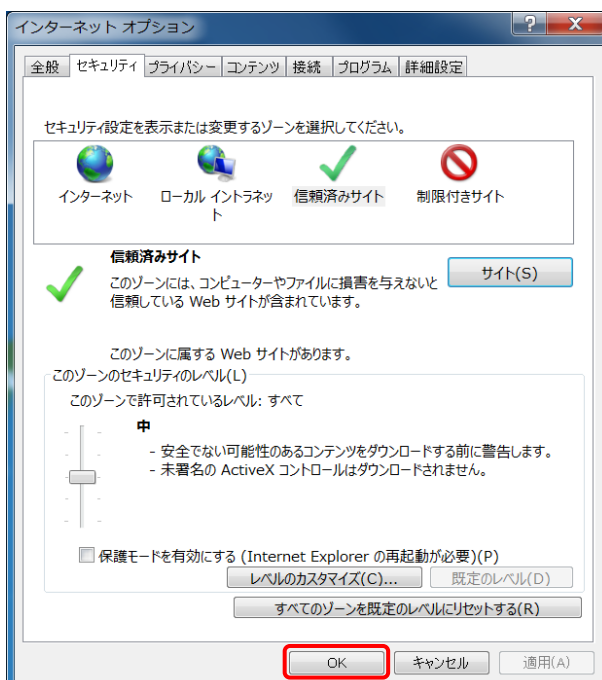 インターネット オプション
全般 セキュリティ プライバシー コンテンツ 接続 プログラム 詳細設定
セキュリティ設定を表示または変更するゾーンを選択してください。
インターネット ローカル イントラネッ 信頼済みサイト 制限付きサイト
ト
信頼済みサイト
このゾーンには、コンピューターやファイルに損害を与えないと
信頼している Web サイトが含まれています。
サイト(S)
このゾーンに属する Web サイトがあります。
このゾーンのセキュリティのレベル(L)
このゾーンで許可されているレベル: すべて
中
- 安全でない可能性のあるコンテンツをダウンロードする前に警告します。
- 未署名の ActiveX コントロールはダウンロードされません。
保護モードを有効にする (Internet Explorer の再起動が必要)(P)
レベルのカスタマイズ(C)... 既定のレベル(D)
すべてのゾーンを既定のレベルにリセットする(R)
OK キャンセル 適用(A)